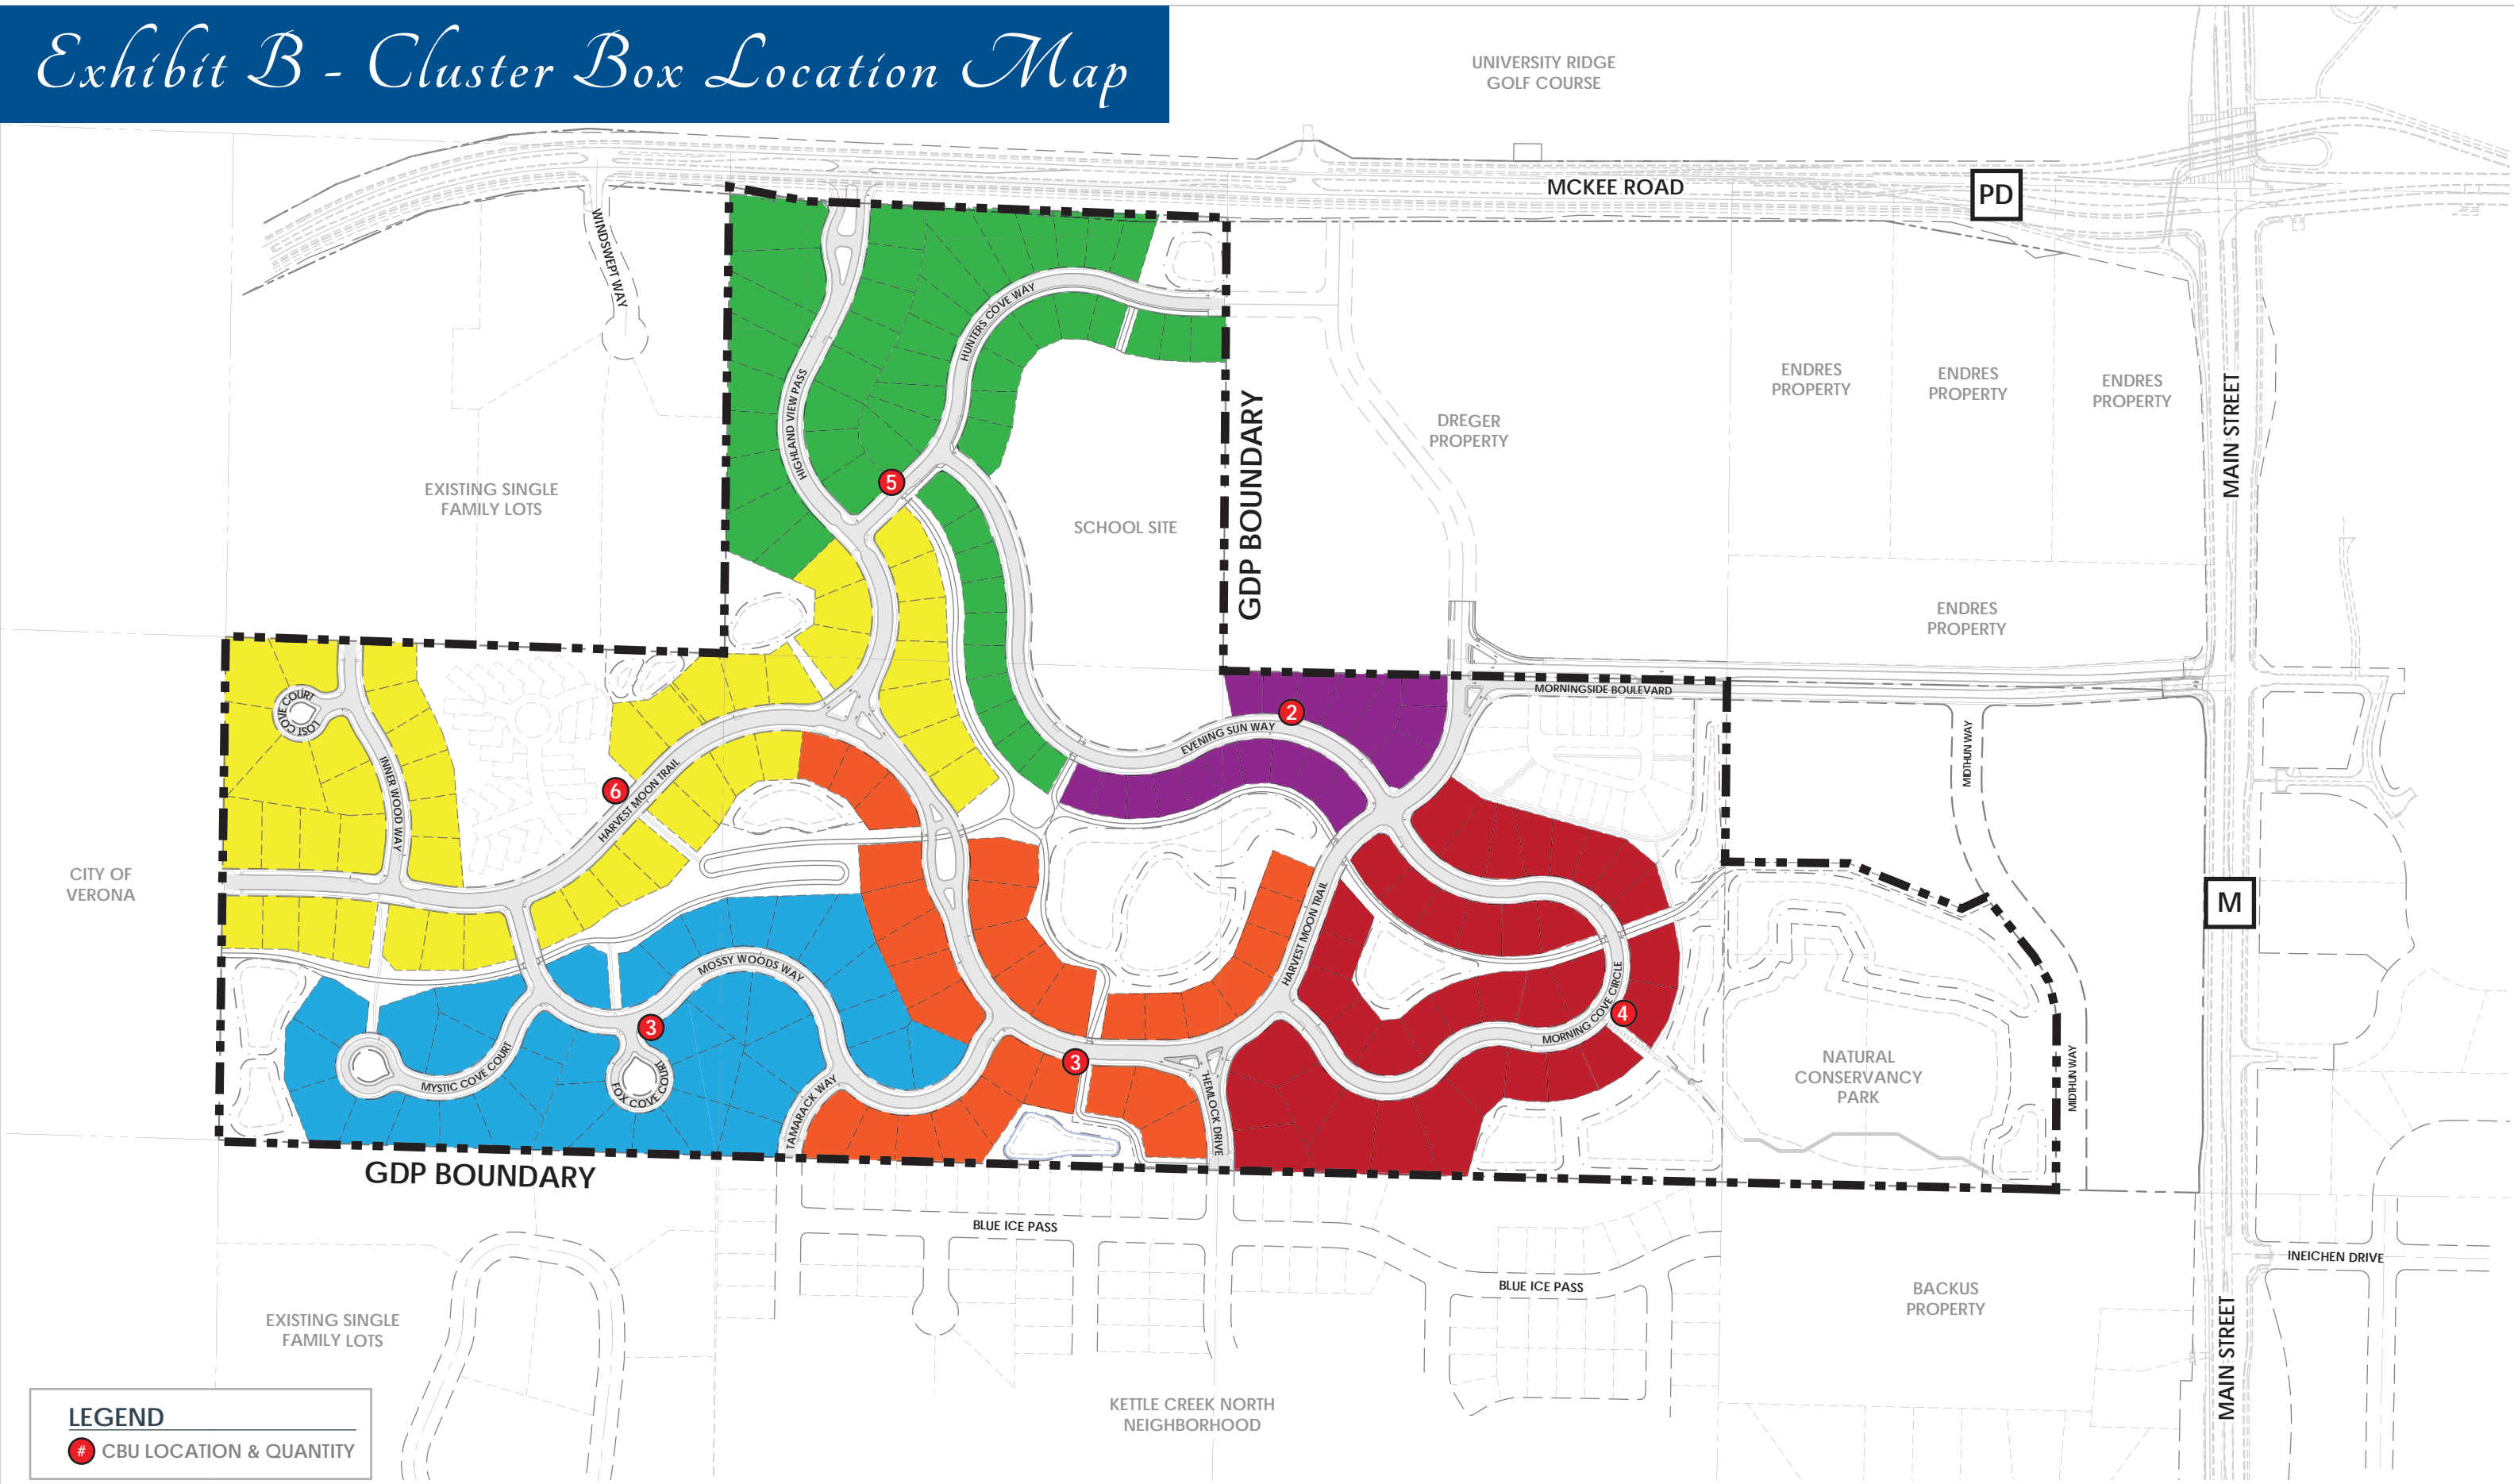 Exhibit B - Cluster Box Location Map
UNIVERSITY RIDGE
GOLF COURSE
MCKEE ROAD
PD
WINDSWEPT WAY
HUNTERS COVE WAY
HIGHLAND VIEW PASS
GDP BOUNDARY
DREGER
PROPERTY
ENDRES
PROPERTY
ENDRES
PROPERTY
ENDRES
PROPERTY
MAIN STREET
EXISTING SINGLE
FAMILY LOTS
5
SCHOOL SITE
ENDRES
PROPERTY
LOST COVE COURT
INNER WOOD WAY
6
HARVEST MOON TRAIL
2
EVENING SUN WAY
MORNINGSIDE BOULEVARD
MIDTHUN WAY
CITY OF
VERONA
M
MOSSY WOODS WAY
HARVEST MOON TRAIL
3
MYSTIC COVE COURT
FOX COVE COURT
TAMARACK WAY
3
HEMLOCK DRIVE
4
MORNING COVE CIRCLE
NATURAL
CONSERVANCY
PARK
MIDTHUN WAY
GDP BOUNDARY
BLUE ICE PASS
BLUE ICE PASS
INEICHEN DRIVE
BACKUS
PROPERTY
MAIN STREET
EXISTING SINGLE
FAMILY LOTS
KETTLE CREEK NORTH
NEIGHBORHOOD
LEGEND
# CBU LOCATION & QUANTITY